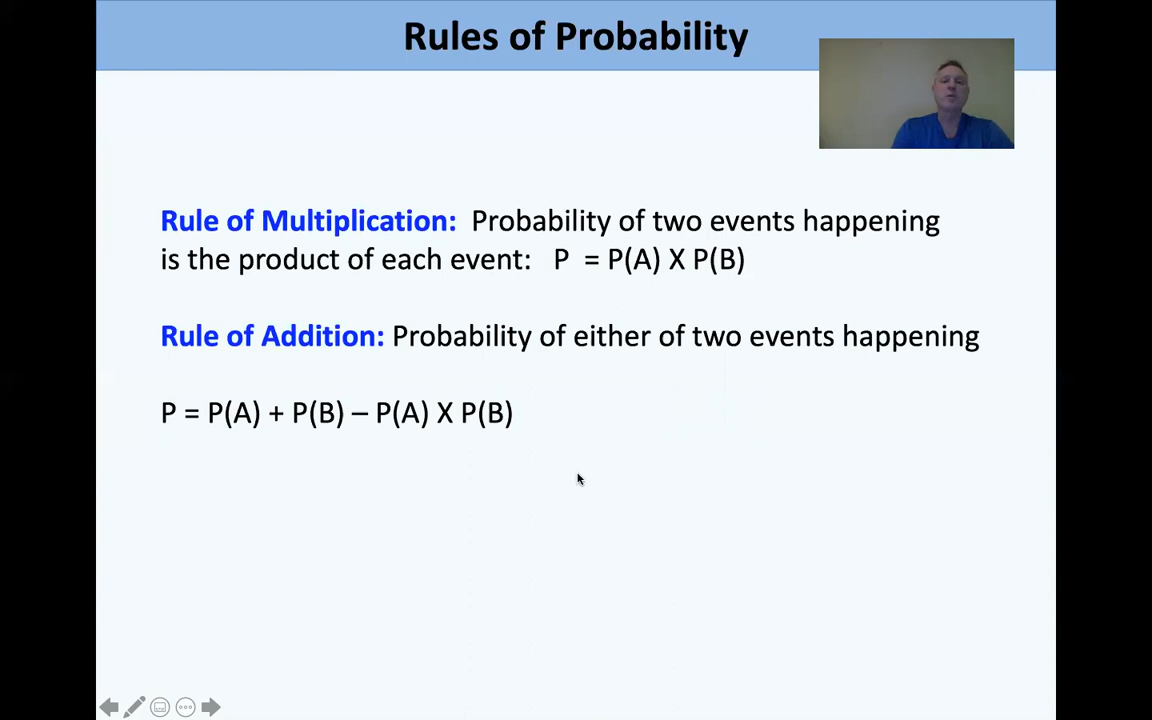 Rules of Probability
Rule of Multiplication: Probability of two events happening
is the product of each event: P = P(A) X P(B)
Rule of Addition: Probability of either of two events happening
P = P(A) + P(B) – P(A) X P(B)